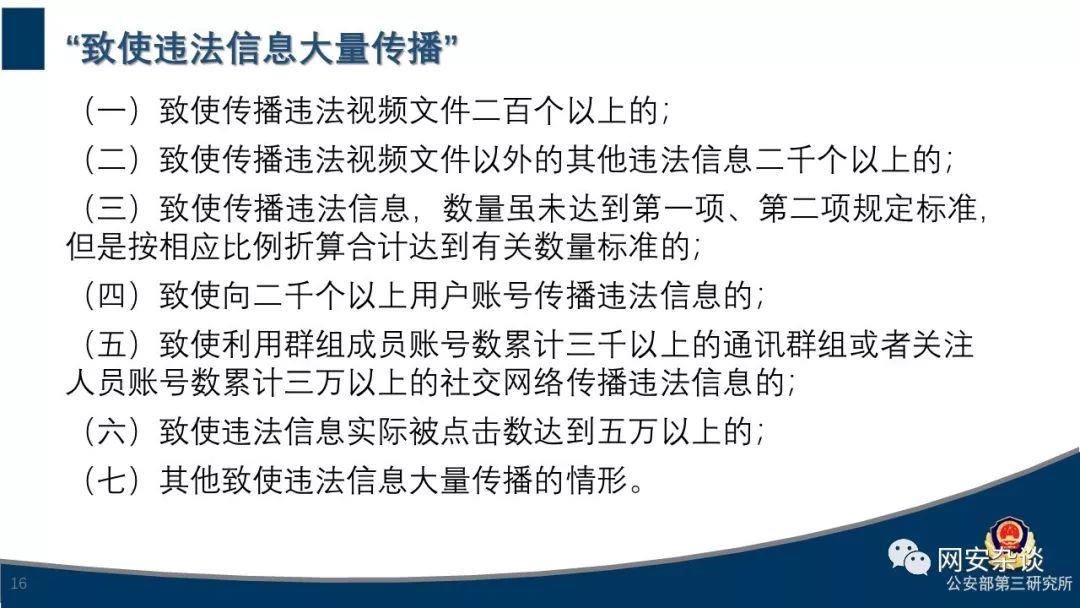 “致使违法信息大量传播”
（一）致使传播违法视频文件二百个以上的；
（二）致使传播违法视频文件以外的其他违法信息二千个以上的；
（三）致使传播违法信息，数量虽未达到第一项、第二项规定标准，
但是按相应比例折算合计达到有关数量标准的；
（四）致使向二千个以上用户账号传播违法信息的；
（五）致使利用群组成员账号数累计三千以上的通讯群组或者关注
人员账号数累计三万以上的社交网络传播违法信息的；
（六）致使违法信息实际被点击数达到五万以上的；
（七）其他致使违法信息大量传播的情形。
网安杂谈
公安部第三研究所
16